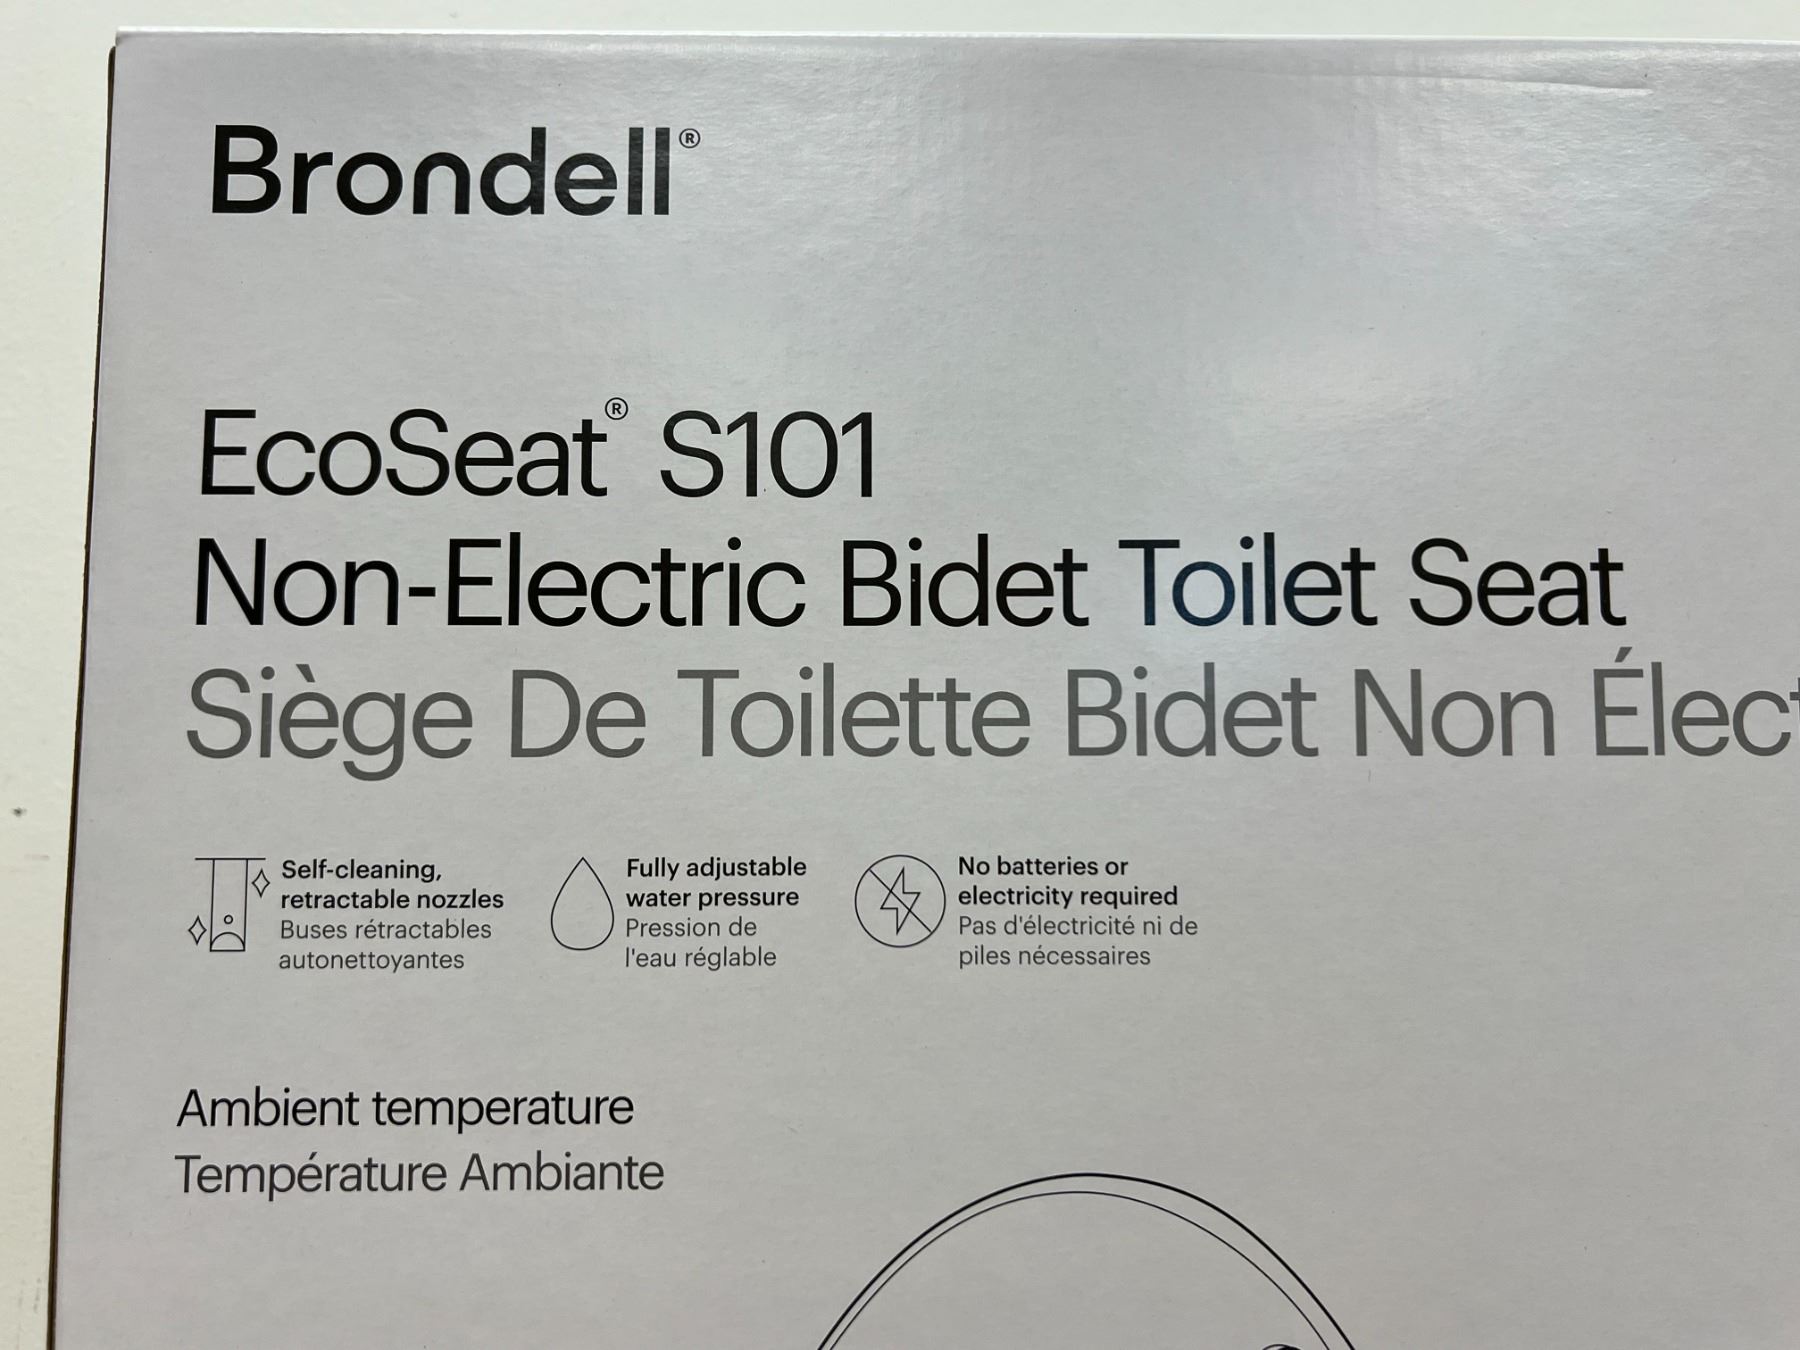 Brondell®
EcoSeat® S101
Non-Electric Bidet Toilet Seat
Siège De Toilette Bidet Non
Self-cleaning,
retractable nozzles
Buses rétractables
autonettoyantes
Fully adjustable
water pressure
Pression de
l'eau réglable
No batteries or
electricity required
Pas d'électricité ni de
piles nécessaires
Ambient temperature
Température Ambiante